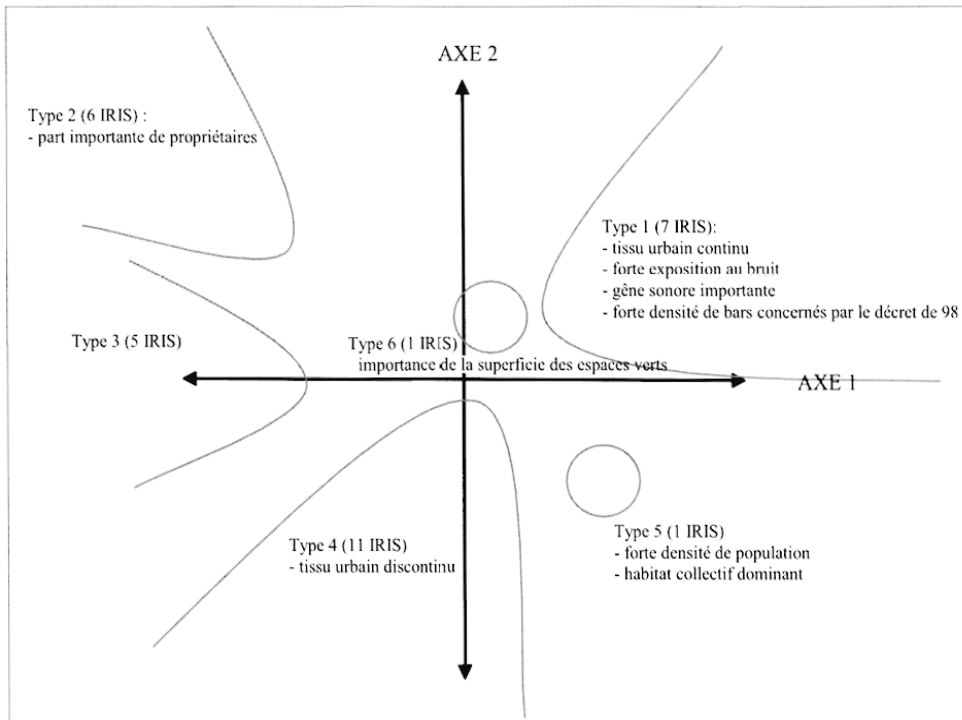 AXE 2
Type 2 (6 IRIS) :
- part importante de propriétaires
Type 1 (7 IRIS):
- tissu urbain continu
- forte exposition au bruit
- gêne sonore importante
- forte densité de bars concernés par le décret de 98
Type 3 (5 IRIS)
Type 6 (1 IRIS)
importance de la superficie des espaces verts
AXE 1
Type 4 (11 IRIS)
- tissu urbain discontinu
Type 5 (1 IRIS)
- forte densité de population
- habitat collectif dominant